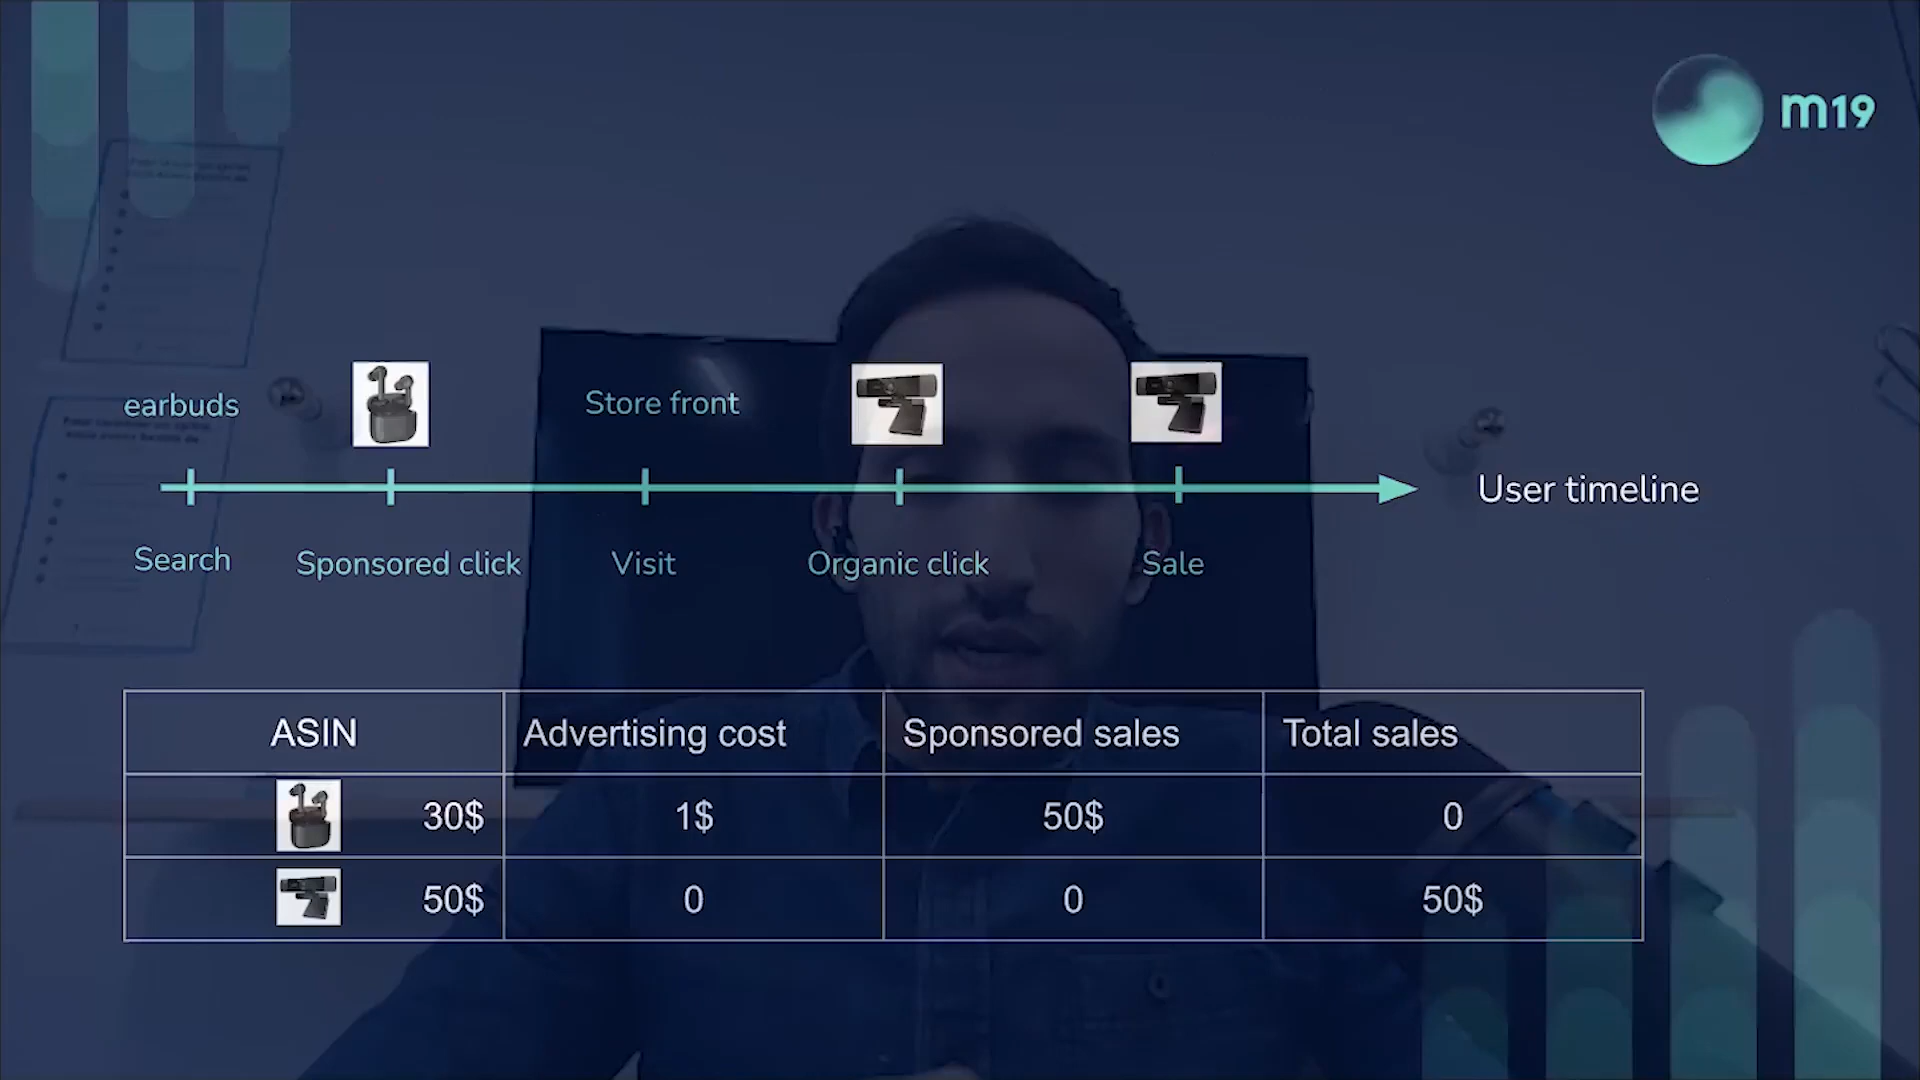 m19
earbuds
Store front
User timeline
Search
Sponsored click
Visit
Organic click
Sale
ASIN
Advertising cost
Sponsored sales
Total sales
30$
1$
50$
0
50$
0
0
50$